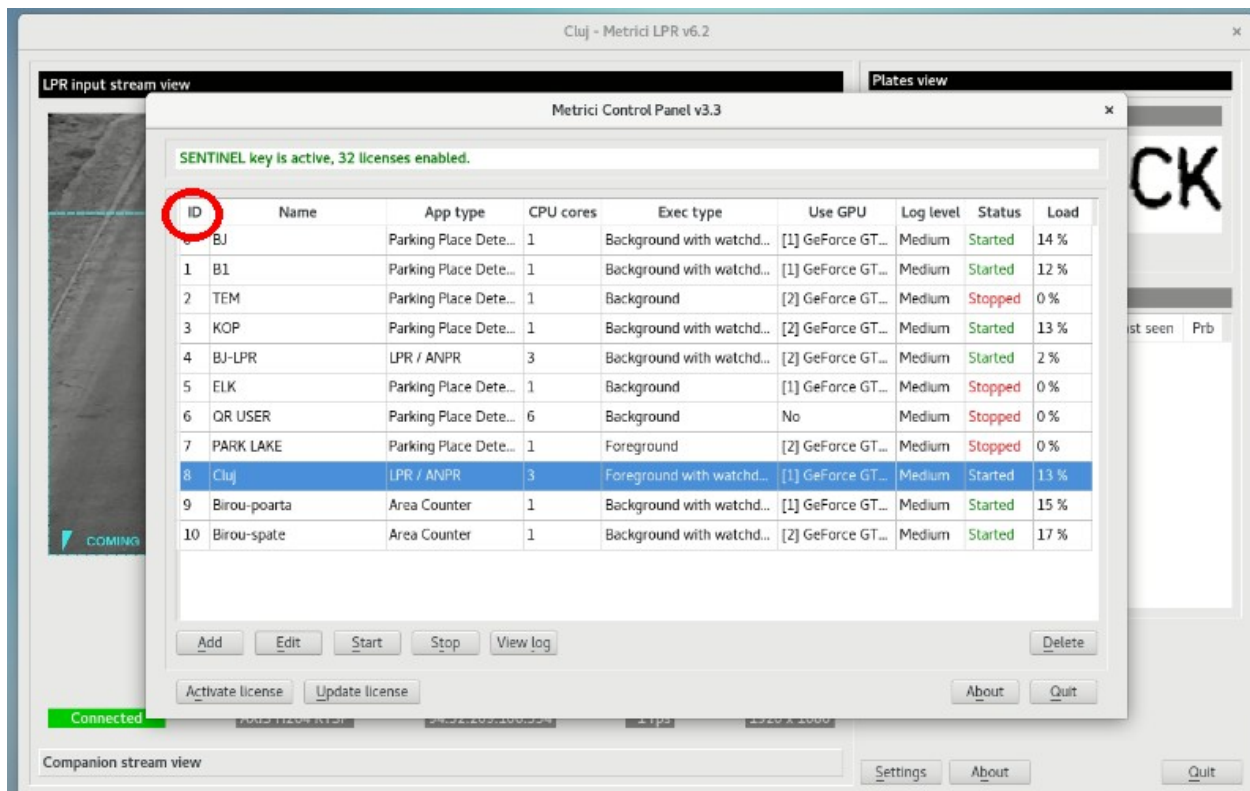 Cluj - Metrici LPR v6.2
LPR input stream view
Plates view
Metrici Control Panel v3.3
SENTINEL key is active, 32 licenses enabled.
CK
ID Name App type CPU cores Exec type Use GPU Log level Status Load
BJ Parking Place Dete... 1 Background with watchd... [1] GeForce GT... Medium Started 14 %
1 B1 Parking Place Dete... 1 Background with watchd... [1] GeForce GT... Medium Started 12 %
2 TEM Parking Place Dete... 1 Background [2] GeForce GT... Medium Stopped 0 %
3 KOP Parking Place Dete... 1 Background with watchd... [2] GeForce GT... Medium Started 13 %
st seen Prb
4 BJ-LPR LPR / ANPR 3 Background with watchd... [2] GeForce GT... Medium Started 2 %
5 ELK Parking Place Dete... 1 Background [1] GeForce GT... Medium Stopped 0 %
6 QR USER Parking Place Dete... 6 Background No Medium Stopped 0 %
7 PARK LAKE Parking Place Dete... 1 Foreground [2] GeForce GT... Medium Stopped 0 %
8 Cluj LPR / ANPR 3 Foreground with watchd... [1] GeForce GT... Medium Started 13 %
9 Birou-poarta Area Counter 1 Background with watchd... [1] GeForce GT... Medium Started 15 %
10 Birou-spate Area Counter 1 Background with watchd... [2] GeForce GT... Medium Started 17 %
COMING
Add Edit Start Stop View log Delete
Activate license Update license About Quit
Connected
Companion stream view
Settings About Quit